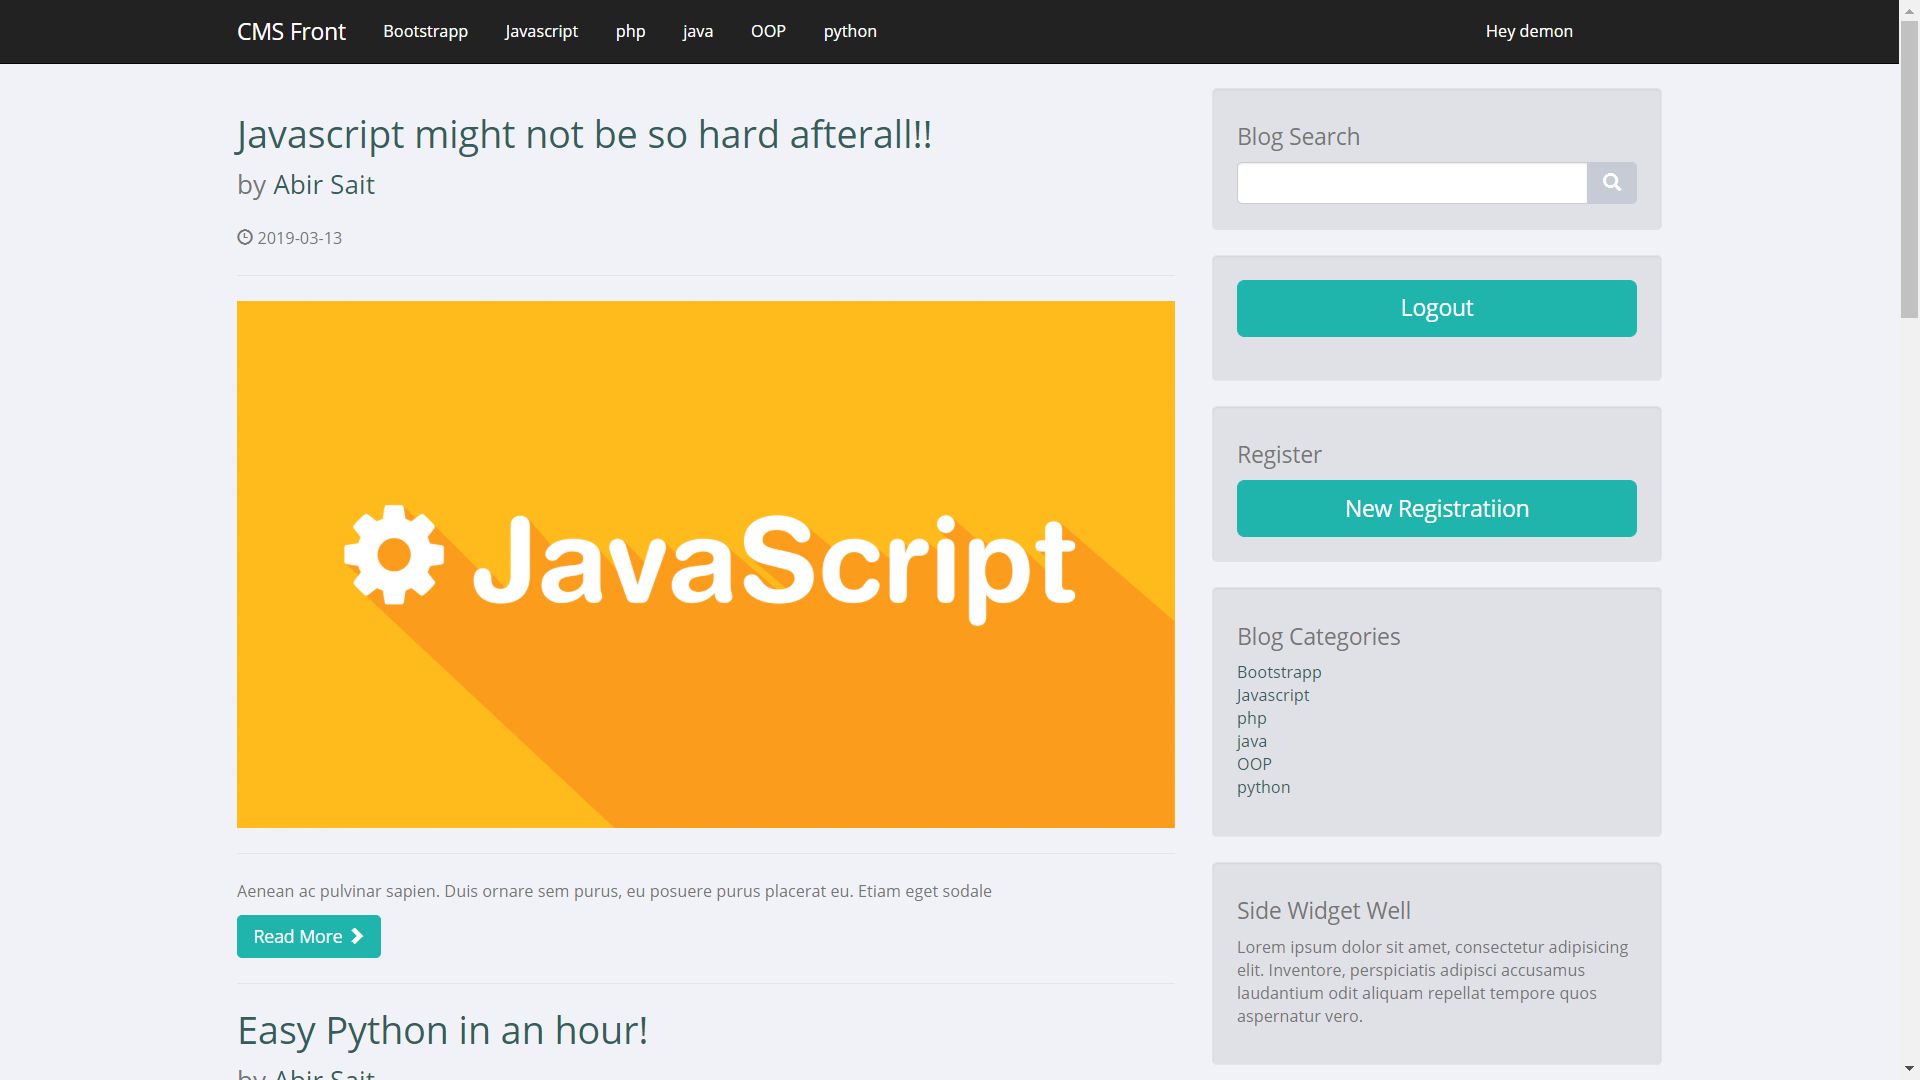 CMS Front Bootstrapp Javascript php java OOP python Hey demon
Javascript might not be so hard afterall!!
by Abir Sait
2019-03-13
JavaScript
Aenean ac pulvinar sapien. Duis ornare sem purus, eu posuere purus placerat eu. Etiam eget sodale
Read More
Easy Python in an hour!
by Abir Sait
Blog Search
Logout
Register
New Registratiion
Blog Categories
Bootstrapp
Javascript
php
java
OOP
python
Side Widget Well
Lorem ipsum dolor sit amet, consectetur adipisicing
elit. Inventore, perspiciatis adipisci accusamus
laudantium odit aliquam repellat tempore quos
aspernatur vero.